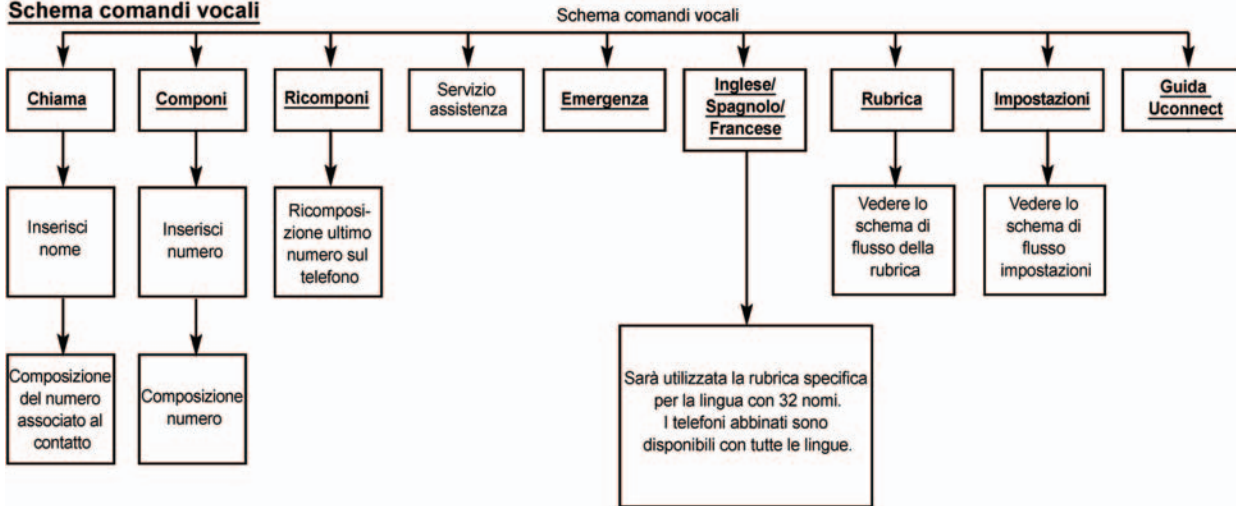 Schema comandi vocali
Schema comandi vocali
Chiama
Componi
Ricomponi
Servizio
assistenza
Emergenza
Inglese/
Spagnolo/
Francese
Rubrica
Impostazioni
Guida
Uconnect
Inserisci
nome
Inserisci
numero
Ricomposi-
zione ultimo
numero sul
telefono
Vedere lo
schema di
flusso della
rubrica
Vedere lo
schema di
flusso
impostazioni
Composizione
del numero
associato al
contatto
Composizione
numero
Sarà utilizzata la rubrica specifica
per la lingua con 32 nomi.
I telefoni abbinati sono
disponibili con tutte le lingue.